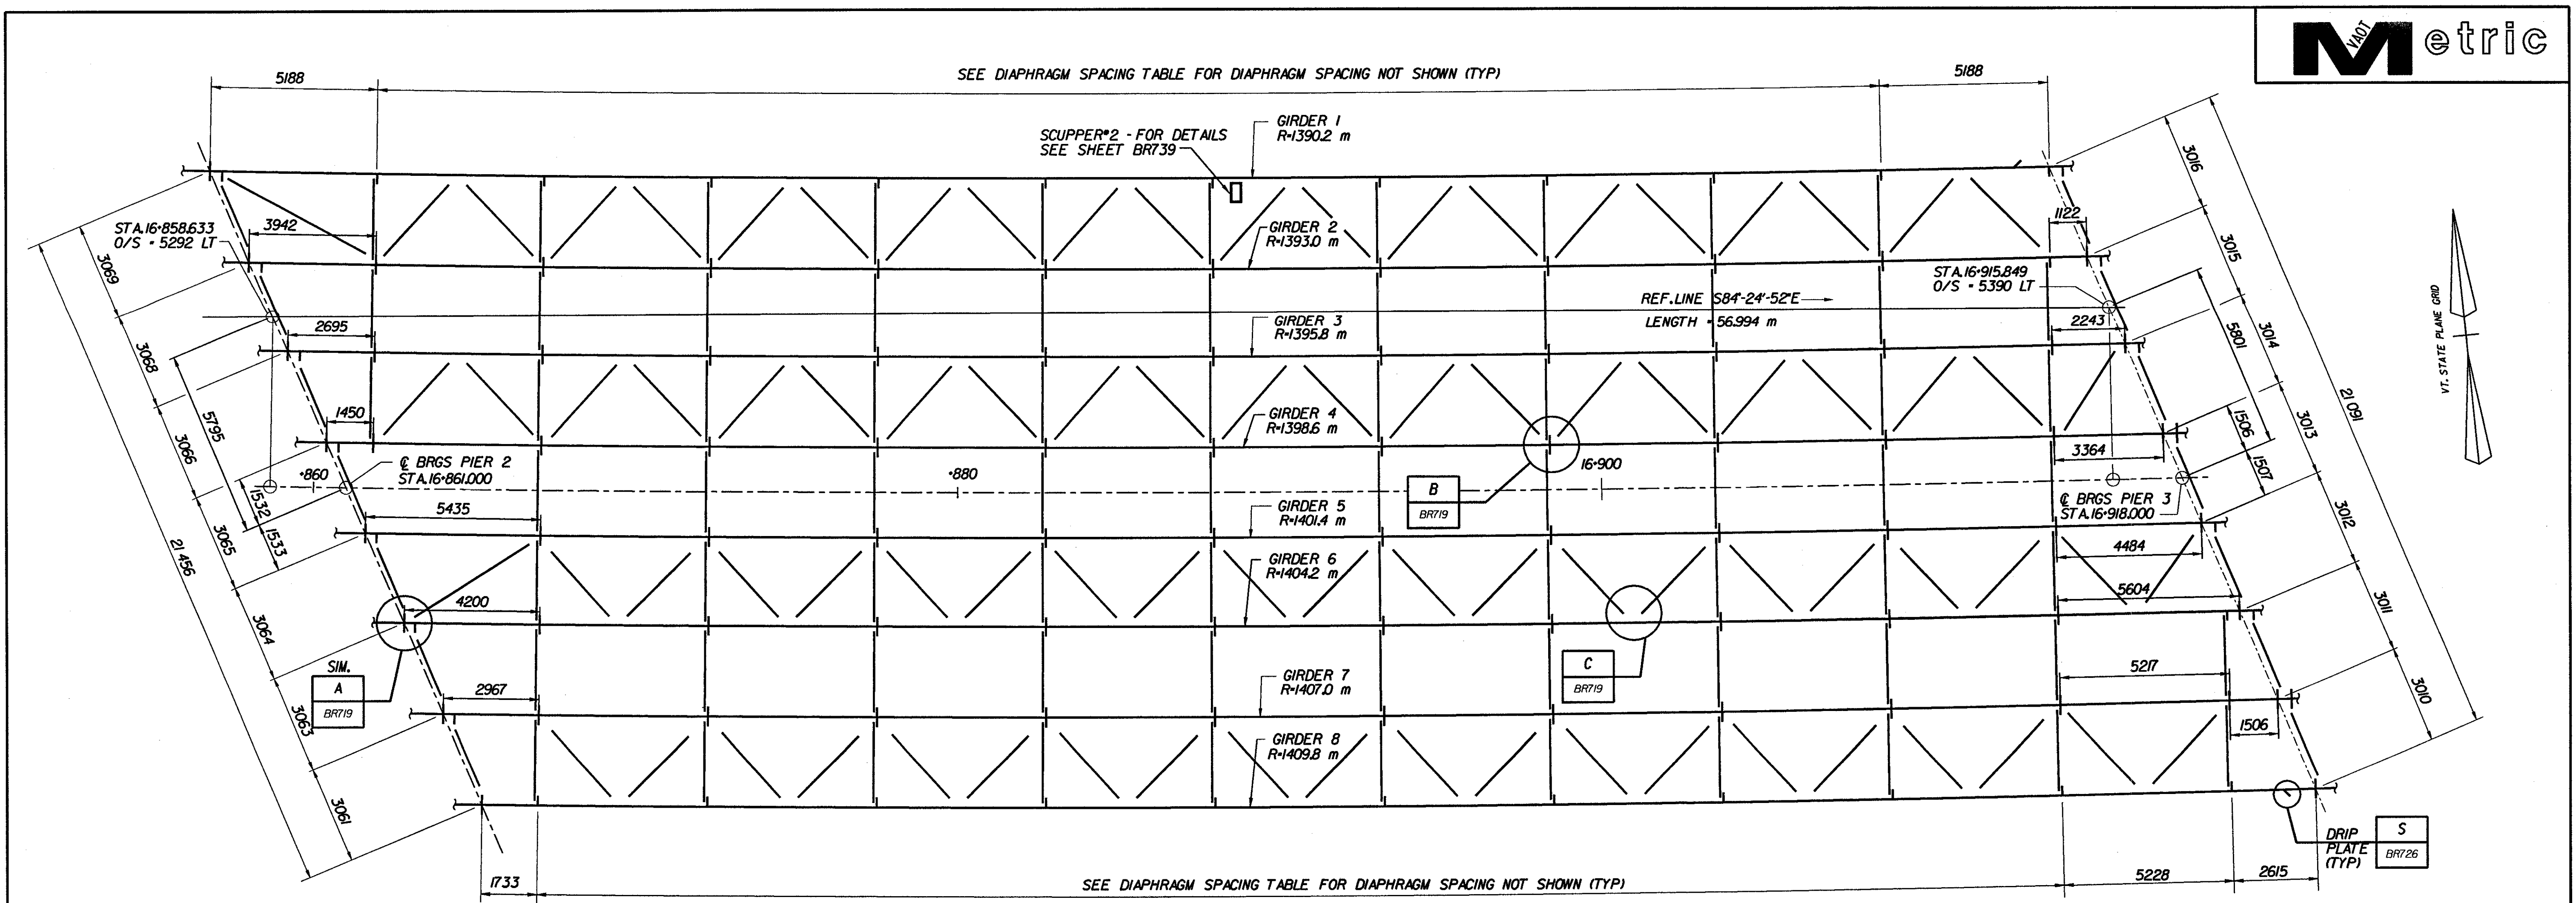 VAOT
Metric
5188
SEE DIAPHRAGM SPACING TABLE FOR DIAPHRAGM SPACING NOT SHOWN (TYP)
5188
SCUPPER#2 - FOR DETAILS
SEE SHEET BR739
GIRDER 1
R=1390.2 m
3016
3942
STA. 16+858.633
O/S = 5292 LT
GIRDER 2
R=1393.0 m
1122
3015
3069
STA. 16+915.849
O/S = 5390 LT
REF. LINE S84°-24'-52"E
LENGTH = 56.994 m
2695
GIRDER 3
R=1395.8 m
2243
3014
5801
VT. STATE PLANE GRID
3068
1450
GIRDER 4
R=1398.6 m
3013
21 091
5795
3066
1506
3364
1507
℄ BRGS PIER 2
STA. 16+861.000
+860
+880
16+900
B
BR719
℄ BRGS PIER 3
STA. 16+918.000
1532
1533
5435
GIRDER 5
R=1401.4 m
3012
3065
21 456
4484
GIRDER 6
R=1404.2 m
4200
5604
3011
3064
SIM.
A
BR719
C
BR719
2967
GIRDER 7
R=1407.0 m
5217
3010
3063
1506
GIRDER 8
R=1409.8 m
3061
DRIP
PLATE
(TYP)
S
BR726
1733
SEE DIAPHRAGM SPACING TABLE FOR DIAPHRAGM SPACING NOT SHOWN (TYP)
5228
2615